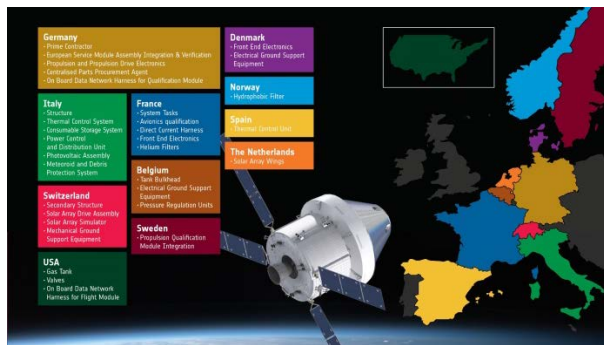 Germany
- Prime Contractor
- European Service Module Assembly Integration & Verification
- Propulsion and Propulsion Drive Electronics
- Centralised Parts Procurement Agent
- On Board Data Network Harness for Qualification Module
Italy
- Structure
- Thermal Control System
- Consumable Storage System
- Power Control
and Distribution Unit
- Photovoltaic Assembly
- Meteoroid and Debris
Protection System
Switzerland
- Secondary Structure
- Solar Array Drive Assembly
- Solar Array Simulator
- Mechanical Ground
Support Equipment
USA
- Gas Tank
- Valves
- On Board Data Network
Harness for Flight Module
France
- System Tasks
- Avionics qualification
- Direct Current Harness
- Front End Electronics
- Helium Filters
Belgium
- Tank Bulkhead
- Electrical Ground Support
Equipment
- Pressure Regulation Units
Sweden
- Propulsion Qualification
Module Integration
Denmark
- Front End Electronics
- Electrical Ground Support
Equipment
Norway
- Hydrophobic Filter
Spain
- Thermal Control Unit
The Netherlands
- Solar Array Wings